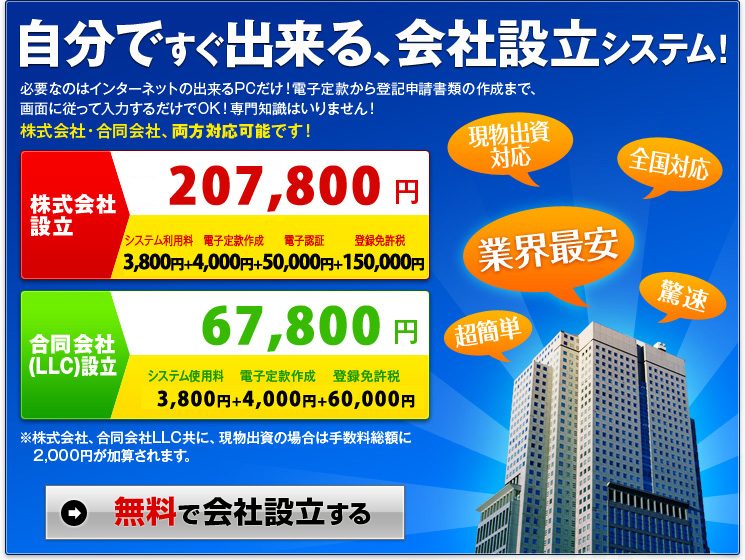 自分ですぐ出来る、会社設立システム!
必要なのはインターネットの出来るPCだけ!電子定款から登記申請書類の作成まで、
画面に従って入力するだけでOK!専門知識はいりません!
株式会社・合同会社、両方対応可能です!
現物出資
対応
全国対応
業界最安
驚速
超簡単
株式会社
設立
207,800 円
システム利用料 電子定款作成 電子認証 登録免許税
3,800円+4,000円+50,000円+150,000円
合同会社
(LLC)設立
67,800 円
システム使用料 電子定款作成 登録免許税
3,800円+4,000円+60,000円
※株式会社、合同会社LLC共に、現物出資の場合は手数料総額に
2,000円が加算されます。
無料で会社設立する